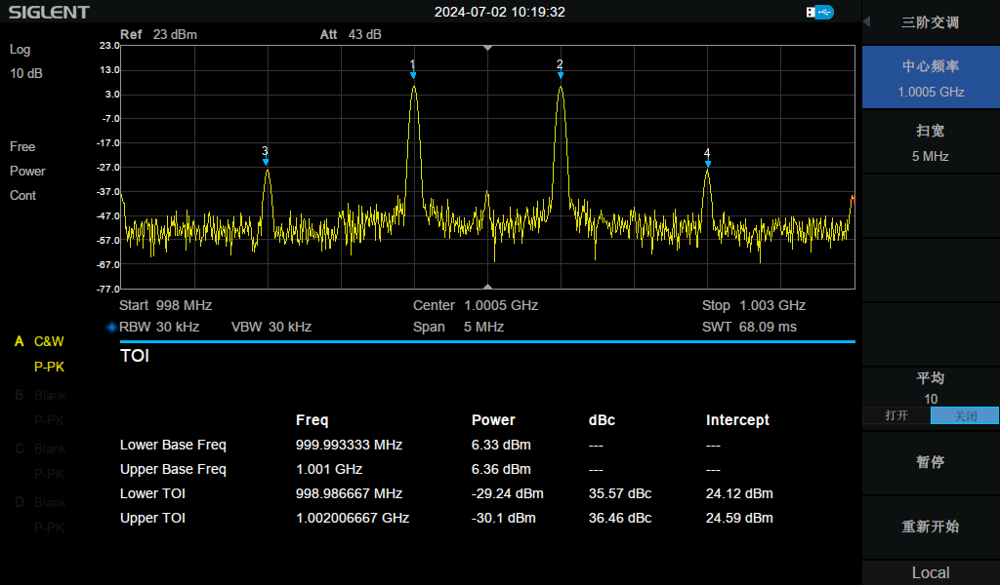 SIGLENT
2024-07-02 10:19:32
Ref 23 dBm
Att 43 dB
Log
10 dB
Free
Power
Cont
23.0
13.0
3.0
-7.0
-17.0
-27.0
-37.0
-47.0
-57.0
-67.0
-77.0
1
2
3
4
Start 998 MHz
Center 1.0005 GHz
Stop 1.003 GHz
RBW 30 kHz
VBW 30 kHz
Span 5 MHz
SWT 68.09 ms
A C&W
P-PK
B Blank
P-PK
C Blank
P-PK
D Blank
P-PK
TOI
Freq Power dBc Intercept
Lower Base Freq 999.993333 MHz 6.33 dBm --- ---
Upper Base Freq 1.001 GHz 6.36 dBm --- ---
Lower TOI 998.986667 MHz -29.24 dBm 35.57 dBc 24.12 dBm
Upper TOI 1.002006667 GHz -30.1 dBm 36.46 dBc 24.59 dBm
三阶交调
中心频率
1.0005 GHz
扫宽
5 MHz
平均
10
打开 关闭
暂停
重新开始
Local